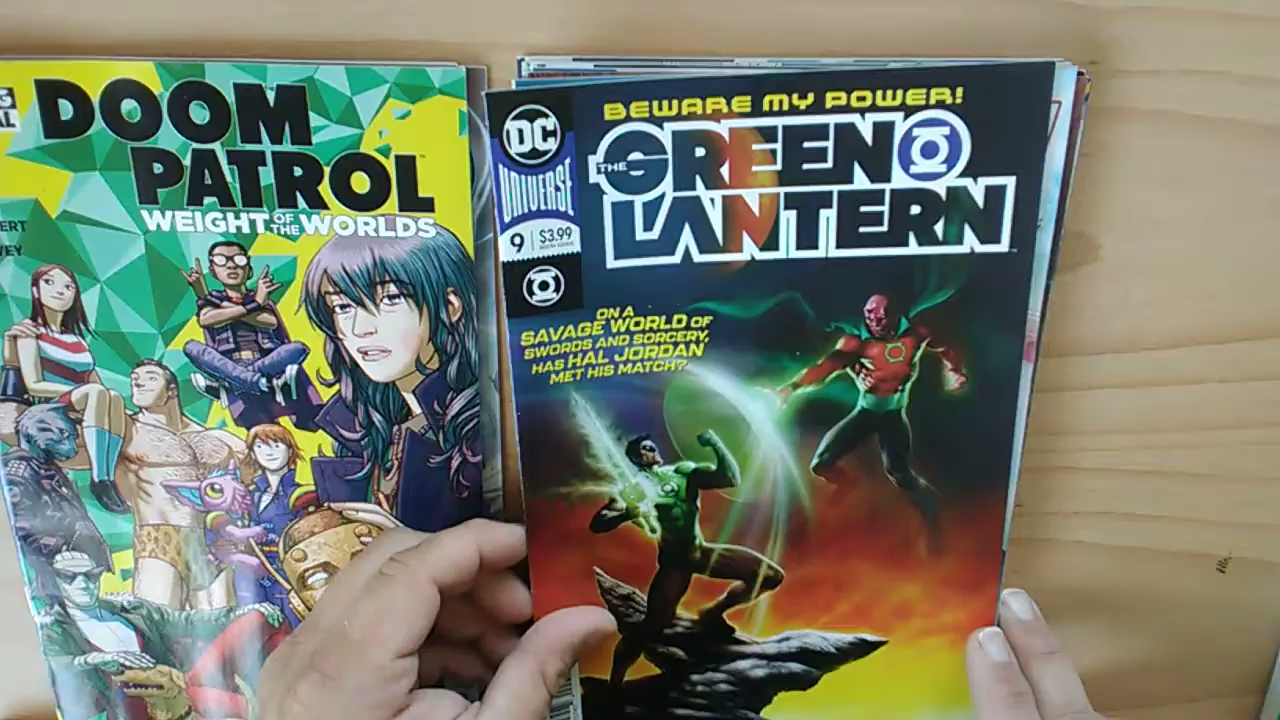 DOOM
PATROL
WEIGHT OF THE WORLDS
BEWARE MY POWER!
THE GREEN
LANTERN
DC
UNIVERSE
9 $3.99
ON A
SAVAGE WORLD OF
SWORDS AND SORCERY,
HAS HAL JORDAN
MET HIS MATCH?